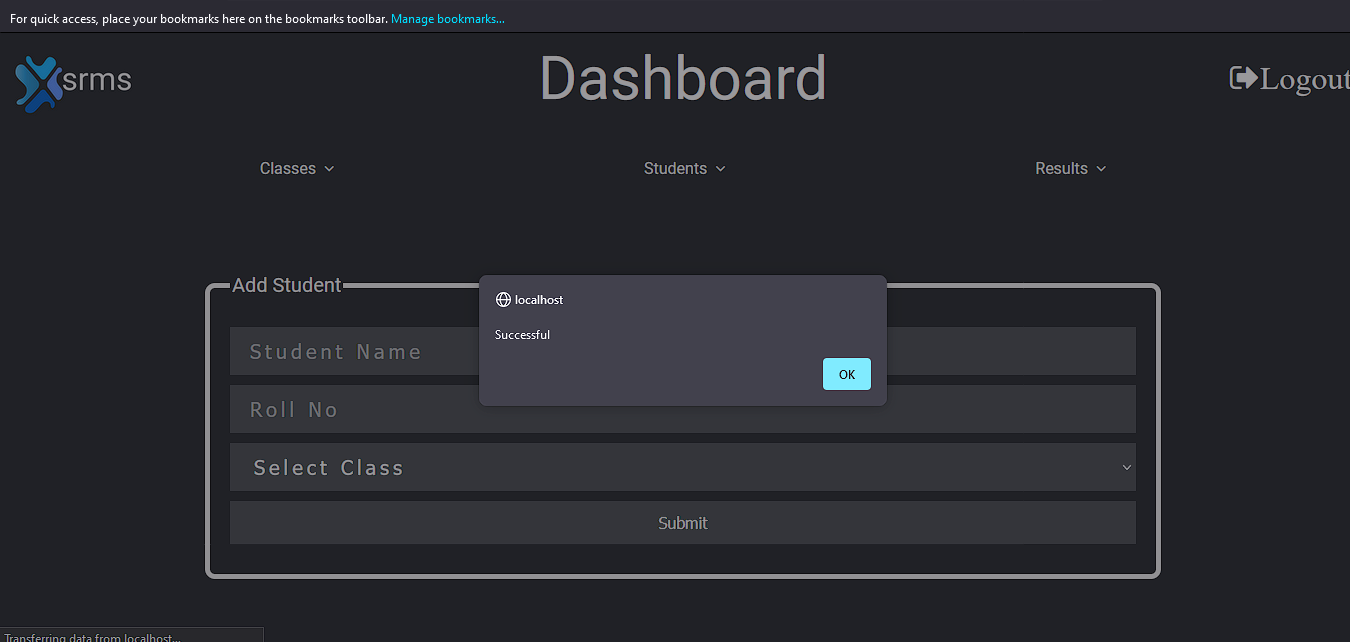 For quick access, place your bookmarks here on the bookmarks toolbar. Manage bookmarks...
srms
Dashboard
Logout
Classes
Students
Results
Add Student
localhost
Successful
OK
Student Name
Roll No
Select Class
Submit
Transferring data from localhost...